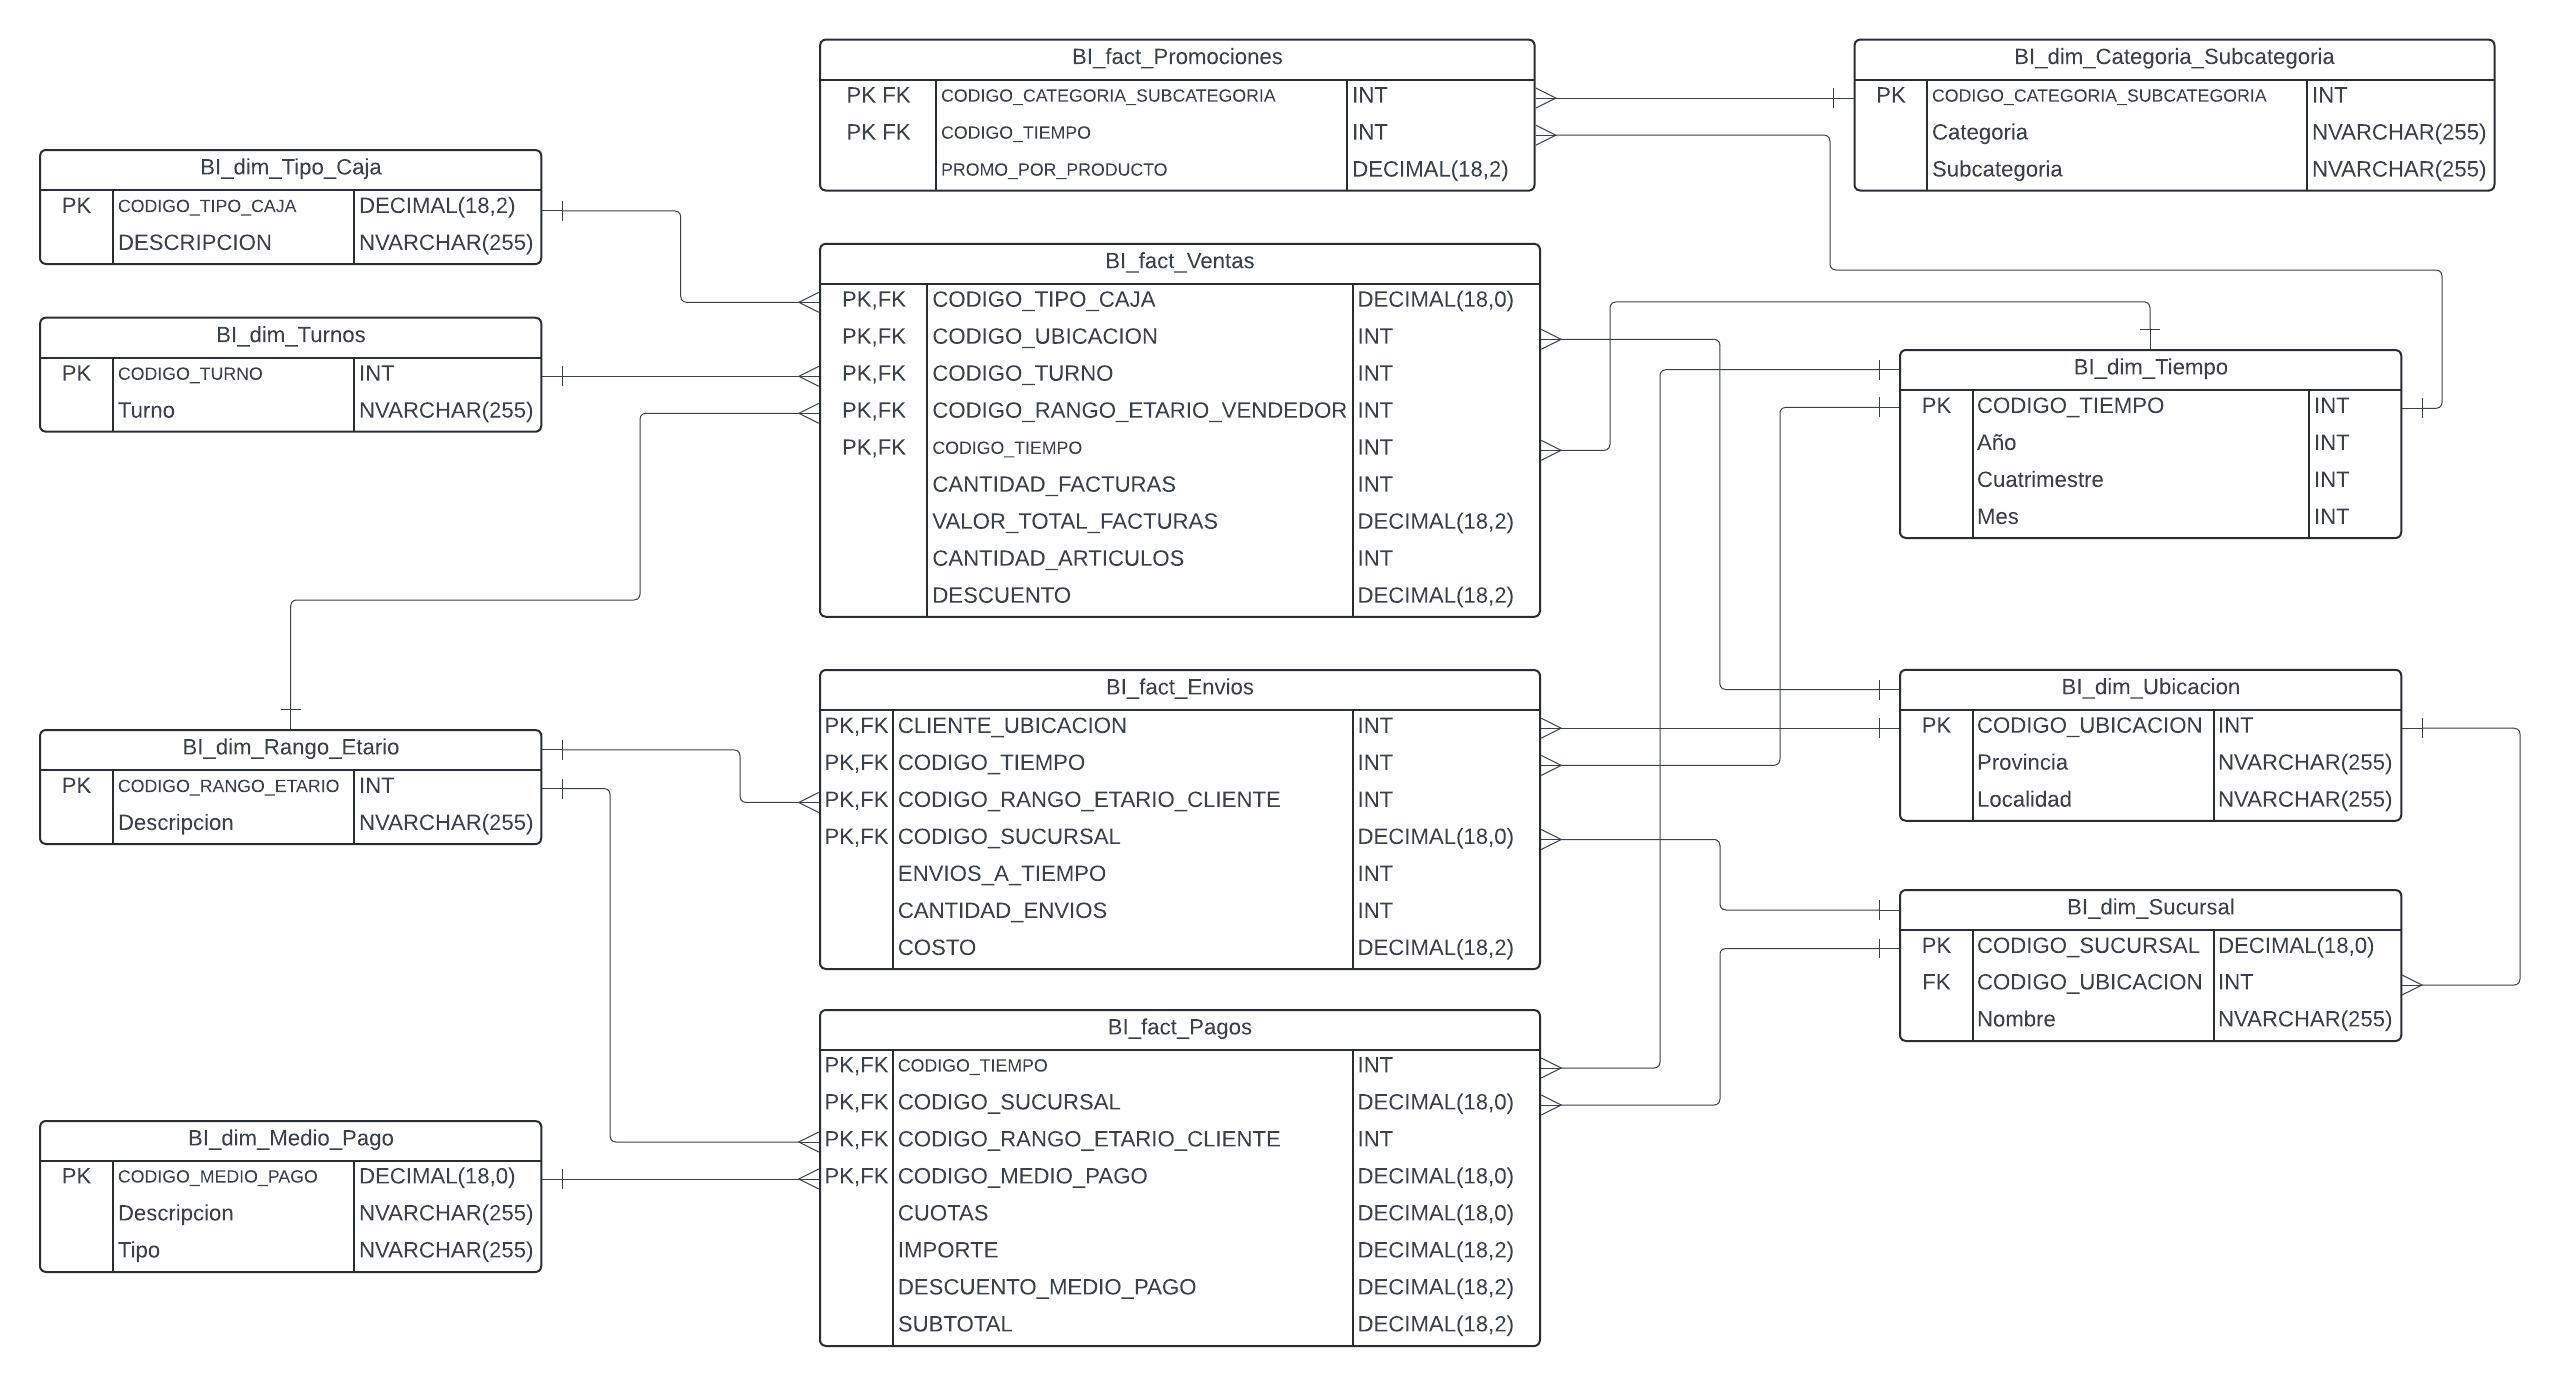 BI_fact_Promociones
PK FK CODIGO_CATEGORIA_SUBCATEGORIA INT
PK FK CODIGO_TIEMPO INT
PROMO_POR_PRODUCTO DECIMAL(18,2)
BI_dim_Categoria_Subcategoria
PK CODIGO_CATEGORIA_SUBCATEGORIA INT
Categoria NVARCHAR(255)
Subcategoria NVARCHAR(255)
BI_dim_Tipo_Caja
PK CODIGO_TIPO_CAJA DECIMAL(18,2)
DESCRIPCION NVARCHAR(255)
BI_fact_Ventas
PK,FK CODIGO_TIPO_CAJA DECIMAL(18,0)
PK,FK CODIGO_UBICACION INT
PK,FK CODIGO_TURNO INT
PK,FK CODIGO_RANGO_ETARIO_VENDEDOR INT
PK,FK CODIGO_TIEMPO INT
CANTIDAD_FACTURAS INT
VALOR_TOTAL_FACTURAS DECIMAL(18,2)
CANTIDAD_ARTICULOS INT
DESCUENTO DECIMAL(18,2)
BI_dim_Turnos
PK CODIGO_TURNO INT
Turno NVARCHAR(255)
BI_dim_Tiempo
PK CODIGO_TIEMPO INT
Año INT
Cuatrimestre INT
Mes INT
BI_fact_Envios
PK,FK CLIENTE_UBICACION INT
PK,FK CODIGO_TIEMPO INT
PK,FK CODIGO_RANGO_ETARIO_CLIENTE INT
PK,FK CODIGO_SUCURSAL DECIMAL(18,0)
ENVIOS_A_TIEMPO INT
CANTIDAD_ENVIOS INT
COSTO DECIMAL(18,2)
BI_dim_Ubicacion
PK CODIGO_UBICACION INT
Provincia NVARCHAR(255)
Localidad NVARCHAR(255)
BI_dim_Rango_Etario
PK CODIGO_RANGO_ETARIO INT
Descripcion NVARCHAR(255)
BI_dim_Sucursal
PK CODIGO_SUCURSAL DECIMAL(18,0)
FK CODIGO_UBICACION INT
Nombre NVARCHAR(255)
BI_fact_Pagos
PK,FK CODIGO_TIEMPO INT
PK,FK CODIGO_SUCURSAL DECIMAL(18,0)
PK,FK CODIGO_RANGO_ETARIO_CLIENTE INT
PK,FK CODIGO_MEDIO_PAGO DECIMAL(18,0)
CUOTAS DECIMAL(18,0)
IMPORTE DECIMAL(18,2)
DESCUENTO_MEDIO_PAGO DECIMAL(18,2)
SUBTOTAL DECIMAL(18,2)
BI_dim_Medio_Pago
PK CODIGO_MEDIO_PAGO DECIMAL(18,0)
Descripcion NVARCHAR(255)
Tipo NVARCHAR(255)